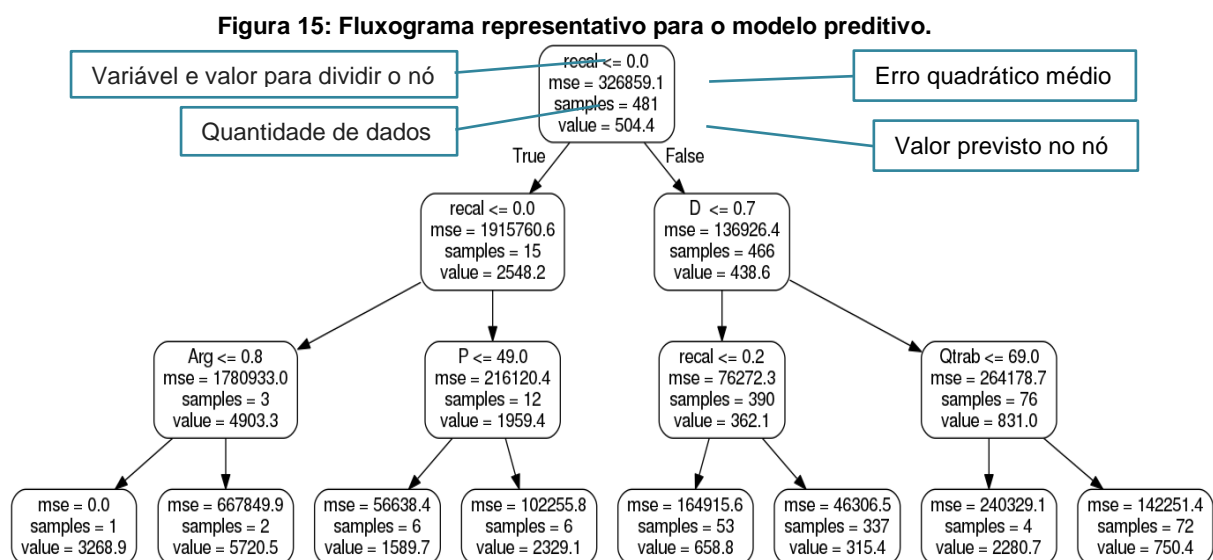 Figura 15: Fluxograma representativo para o modelo preditivo.
Variável e valor para dividir o nó
Quantidade de dados
recal <= 0.0
mse = 326859.1
samples = 481
value = 504.4
Erro quadrático médio
Valor previsto no nó
True
False
recal <= 0.0
mse = 1915760.6
samples = 15
value = 2548.2
D <= 0.7
mse = 136926.4
samples = 466
value = 438.6
Arg <= 0.8
mse = 1780933.0
samples = 3
value = 4903.3
P <= 49.0
mse = 216120.4
samples = 12
value = 1959.4
recal <= 0.2
mse = 76272.3
samples = 390
value = 362.1
Qtrab <= 69.0
mse = 264178.7
samples = 76
value = 831.0
mse = 0.0
samples = 1
value = 3268.9
mse = 667849.9
samples = 2
value = 5720.5
mse = 56638.4
samples = 6
value = 1589.7
mse = 102255.8
samples = 6
value = 2329.1
mse = 164915.6
samples = 53
value = 658.8
mse = 46306.5
samples = 337
value = 315.4
mse = 240329.1
samples = 4
value = 2280.7
mse = 142251.4
samples = 72
value = 750.4